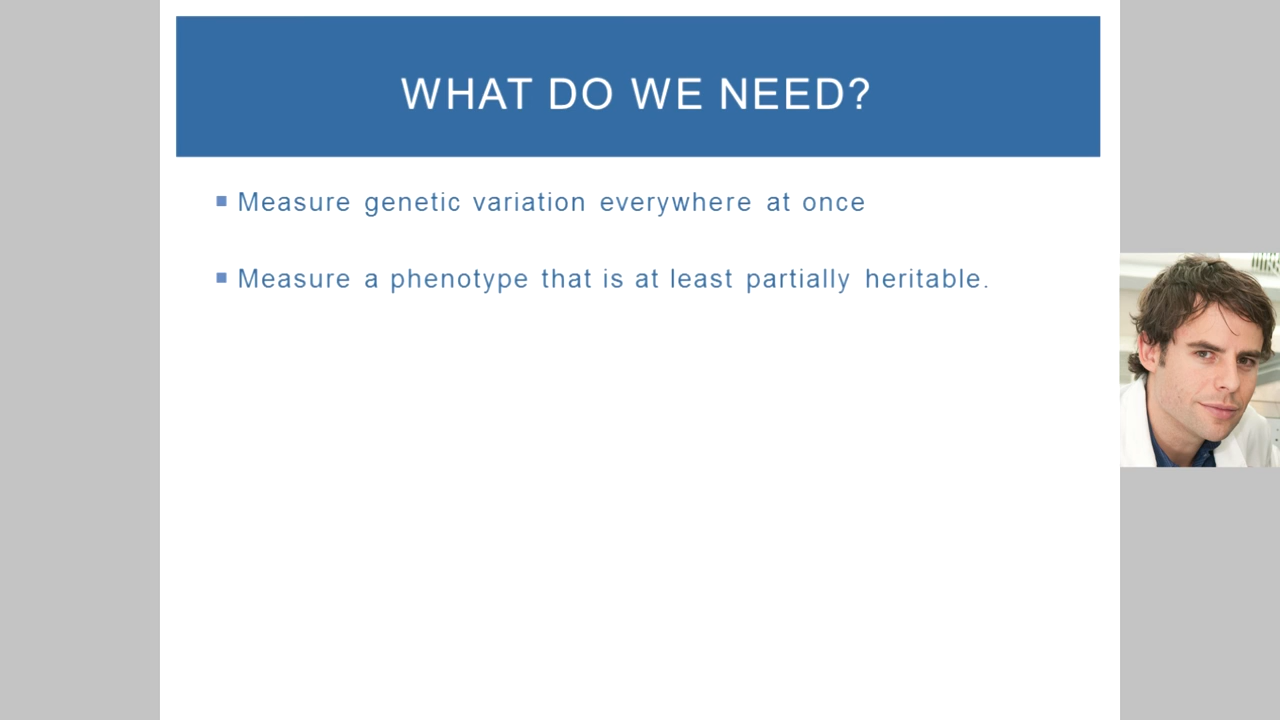 WHAT DO WE NEED?
Measure genetic variation everywhere at once
Measure a phenotype that is at least partially heritable.